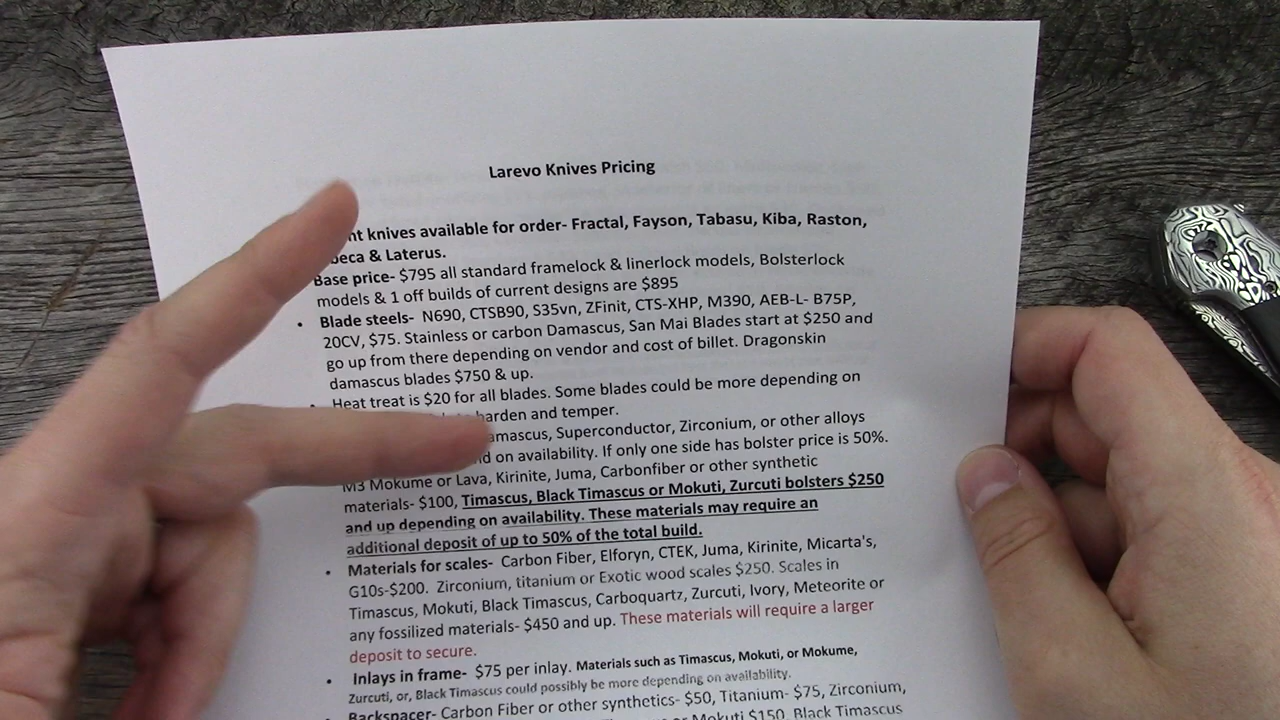 Larevo Knives Pricing
knives available for order- Fractal, Fayson, Tabasu, Kiba, Raston,
& Laterus.
Base price- $795 all standard framelock & linerlock models, Bolsterlock
models & 1 off builds of current designs are $895
• Blade steels- N690, CTSB90, S35vn, ZFinit, CTS-XHP, M390, AEB-L- B75P,
20CV, $75. Stainless or carbon Damascus, San Mai Blades start at $250 and
go up from there depending on vendor and cost of billet. Dragonskin
damascus blades $750 & up.
• Heat treat is $20 for all blades. Some blades could be more depending on
harden and temper.
Superconductor, Zirconium, or other alloys
on availability. If only one side has bolster price is 50%.
M3 Mokume or Lava, Kirinite, Juma, Carbonfiber or other synthetic
materials- $100, Timascus, Black Timascus or Mokuti, Zurcuti bolsters $250
and up depending on availability. These materials may require an
additional deposit of up to 50% of the total build.
• Materials for scales- Carbon Fiber, Elforyn, CTEK, Juma, Kirinite, Micarta's,
G10s-$200. Zirconium, titanium or Exotic wood scales $250. Scales in
Timascus, Mokuti, Black Timascus, Carboquartz, Zurcuti, Ivory, Meteorite or
any fossilized materials- $450 and up. These materials will require a larger
deposit to secure.
• Inlays in frame- $75 per inlay. Materials such as Timascus, Mokuti, or Mokume,
Zurcuti, or, Black Timascus could possibly be more depending on availability.
• Backspacer- Carbon Fiber or other synthetics- $50, Titanium- $75, Zirconium,
or Mokuti $150, Black Timascus